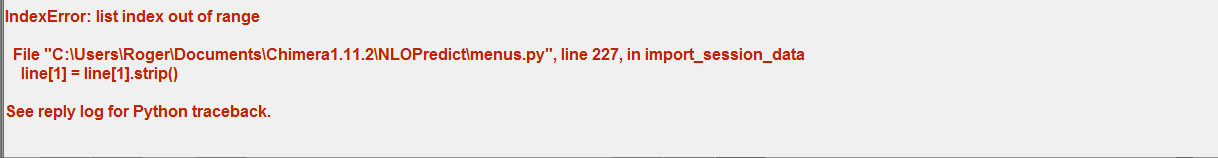 IndexError: list index out of range
File "C:\Users\Roger\Documents\Chimera1.11.2\NLOPredict\menus.py", line 227, in import_session_data
line[1] = line[1].strip()
See reply log for Python traceback.